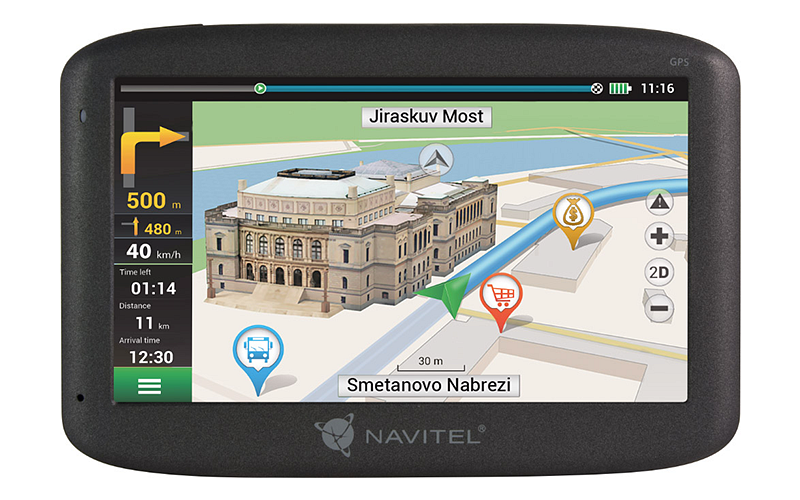 GPS
11:16
Jiraskuv Most
500 m
480 m
40 km/h
Time left
01:14
Distance
11 km
Arrival time
12:30
2D
30 m
Smetanovo Nabrezi
NAVITEL®